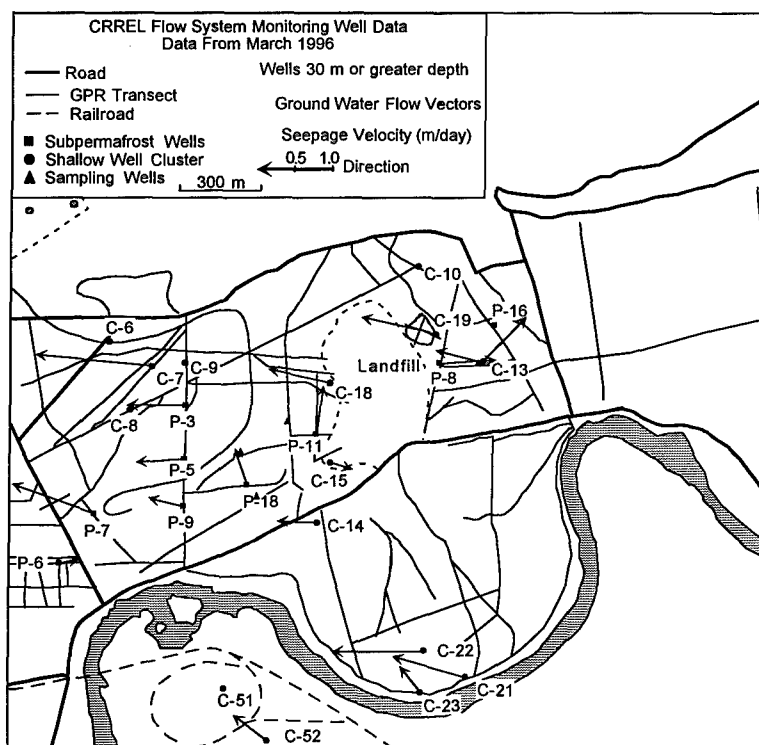 CRREL Flow System Monitoring Well Data
Data From March 1996
Road
Wells 30 m or greater depth
GPR Transect
Ground Water Flow Vectors
Railroad
Seepage Velocity (m/day)
Subpermafrost Wells
Shallow Well Cluster
0.5 1.0
Direction
Sampling Wells
300 m
C-10
P-16
C-6
C-19
C-9
Landfill
C-7
P-8
C-13
C-18
C-8
P-3
P-11
P-5
C-15
P-18
P-9
P-7
C-14
P-6
C-22
C-21
C-51
C-23
C-52